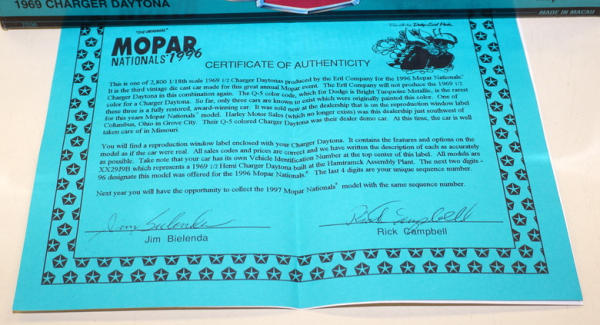 1969 CHARGER DAYTONA
MADE IN MACAU
"THE ORIGINAL"
MOPAR
NATIONALS® 1996
CERTIFICATE OF AUTHENTICITY
This is one of 2,800 1/18th scale 1969 1/2 Charger Daytonas produced by the Ertl Company for the 1996 Mopar Nationals.®
It is the third vintage die cast car made for this great annual Mopar event. The Ertl Company will not produce the 1969 1/2
Charger Daytona in this combination again. The Q-5 color code, which for Dodge is Bright Turquoise Metallic, is the rarest
color for a Charger Daytona. So far, only three cars are known to exist which were originally painted this color. One of
these three is a fully restored, award-winning car. It was sold new at the dealership that is on the reproduction window label
for this years Mopar Nationals® model. Harley Motor Sales (which no longer exists) was this dealership just southwest of
Columbus, Ohio in Grove City. Their Q-5 colored Charger Daytona was their dealer demo car. At this time, the car is well
taken care of in Missouri.
You will find a reproduction window label enclosed with your Charger Daytona. It contains the features and options on the
model as if the car were real. All sales codes and prices are correct and we have written the description of each as accurately
as possible. Take note that your car has its own Vehicle Identification Number at the top center of this label. All models are
XX29J9B which represents a 1969 1/2 Hemi Charger Daytona built at the Hamtramck Assembly Plant. The next two digits -
96 designate this model was offered for the 1996 Mopar Nationals.® The last 4 digits are your unique sequence number.
Next year you will have the opportunity to collect the 1997 Mopar Nationals® model with the same sequence number.
Jim Bielenda
Rick Campbell
Jim Bielenda
Rick Campbell